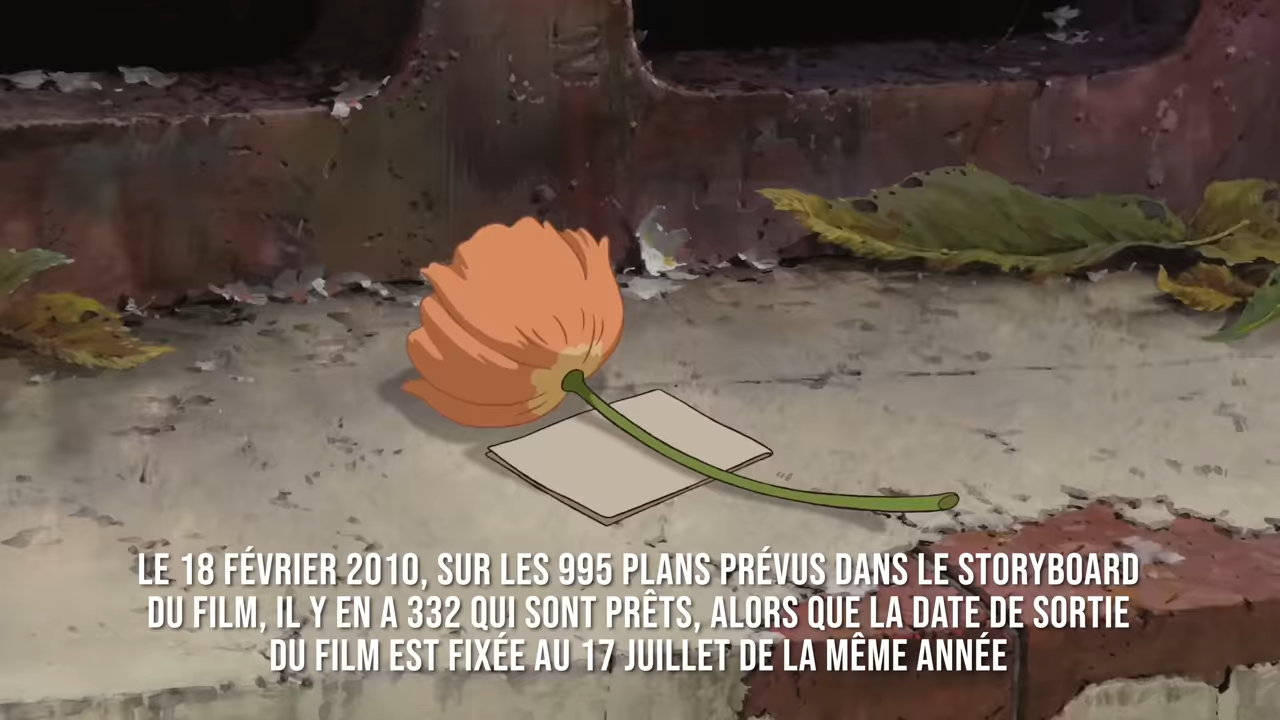 LE 18 FÉVRIER 2010, SUR LES 995 PLANS PRÉVUS DANS LE STORYBOARD
DU FILM, IL Y EN A 332 QUI SONT PRÊTS, ALORS QUE LA DATE DE SORTIE
DU FILM EST FIXÉE AU 17 JUILLET DE LA MÊME ANNÉE